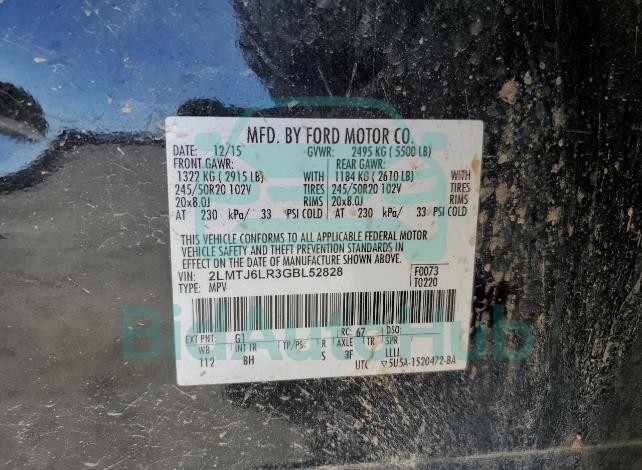 MFD. BY FORD MOTOR CO.
DATE: 12/15 GVWR: 2495 KG ( 5500 LB)
FRONT GAWR: REAR GAWR:
1322 KG ( 2915 LB) WITH 1184 KG ( 2610 LB) WITH
245/50R20 102V TIRES 245/50R20 102V TIRES
20x8.0J RIMS 20x8.0J RIMS
AT 230 kPa/ 33 PSI COLD AT 230 kPa/ 33 PSI COLD
THIS VEHICLE CONFORMS TO ALL APPLICABLE FEDERAL MOTOR
VEHICLE SAFETY AND THEFT PREVENTION STANDARDS IN
EFFECT ON THE DATE OF MANUFACTURE SHOWN ABOVE.
VIN: 2LMTJ6LR3GBL52828 F0073
TYPE: MPV T0220
EXT PNT: G1 RC: 67 DSO:
WB INT TR TP/PS R AXLE TR SPR
112 BH S 3F LLLL
UTC ▽5U5A-1520472-BA
BidAutoHub